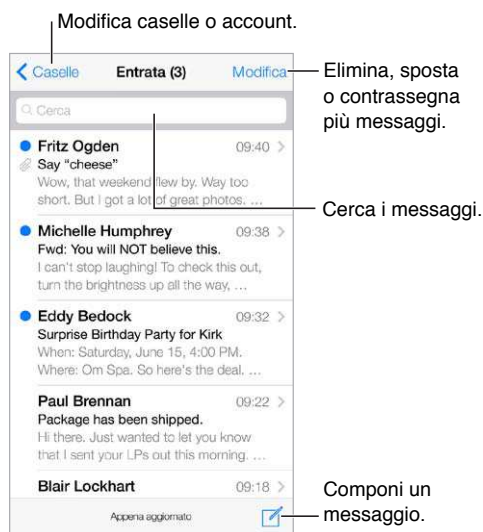 Modifica caselle o account.
Caselle
Entrata (3)
Modifica
Elimina, sposta
o contrassegna
più messaggi.
Cerca
Fritz Ogden 09:40
Say "cheese"
Wow, that weekend flew by. Way too
short. But I got a lot of great photos. ...
Cerca i messaggi.
Michelle Humphrey 09:38
Fwd: You will NOT believe this.
I can't stop laughing! To check this out,
turn the brightness up all the way, ...
Eddy Bedock 09:32
Surprise Birthday Party for Kirk
When: Saturday, June 15, 4:00 PM.
Where: Om Spa. So here's the deal. ...
Paul Brennan 09:22
Package has been shipped.
Hi there. Just wanted to let you know
that I sent your LPs out this morning. ...
Blair Lockhart 09:18
Appena aggiornato
Componi un
messaggio.